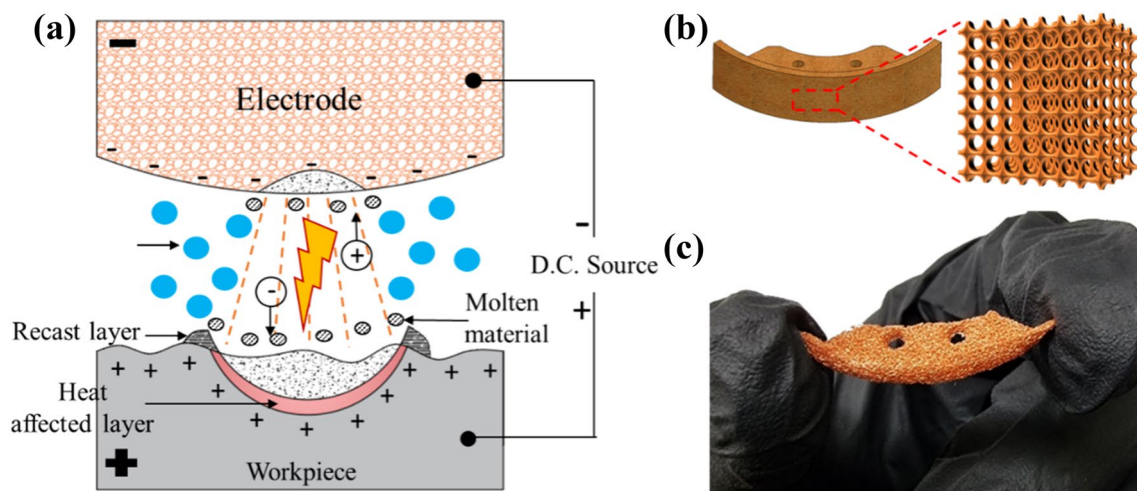 (a)
Electrode
-
D.C. Source
+
Recast layer
Molten
material
Heat
affected layer
Workpiece
(b)
(c)